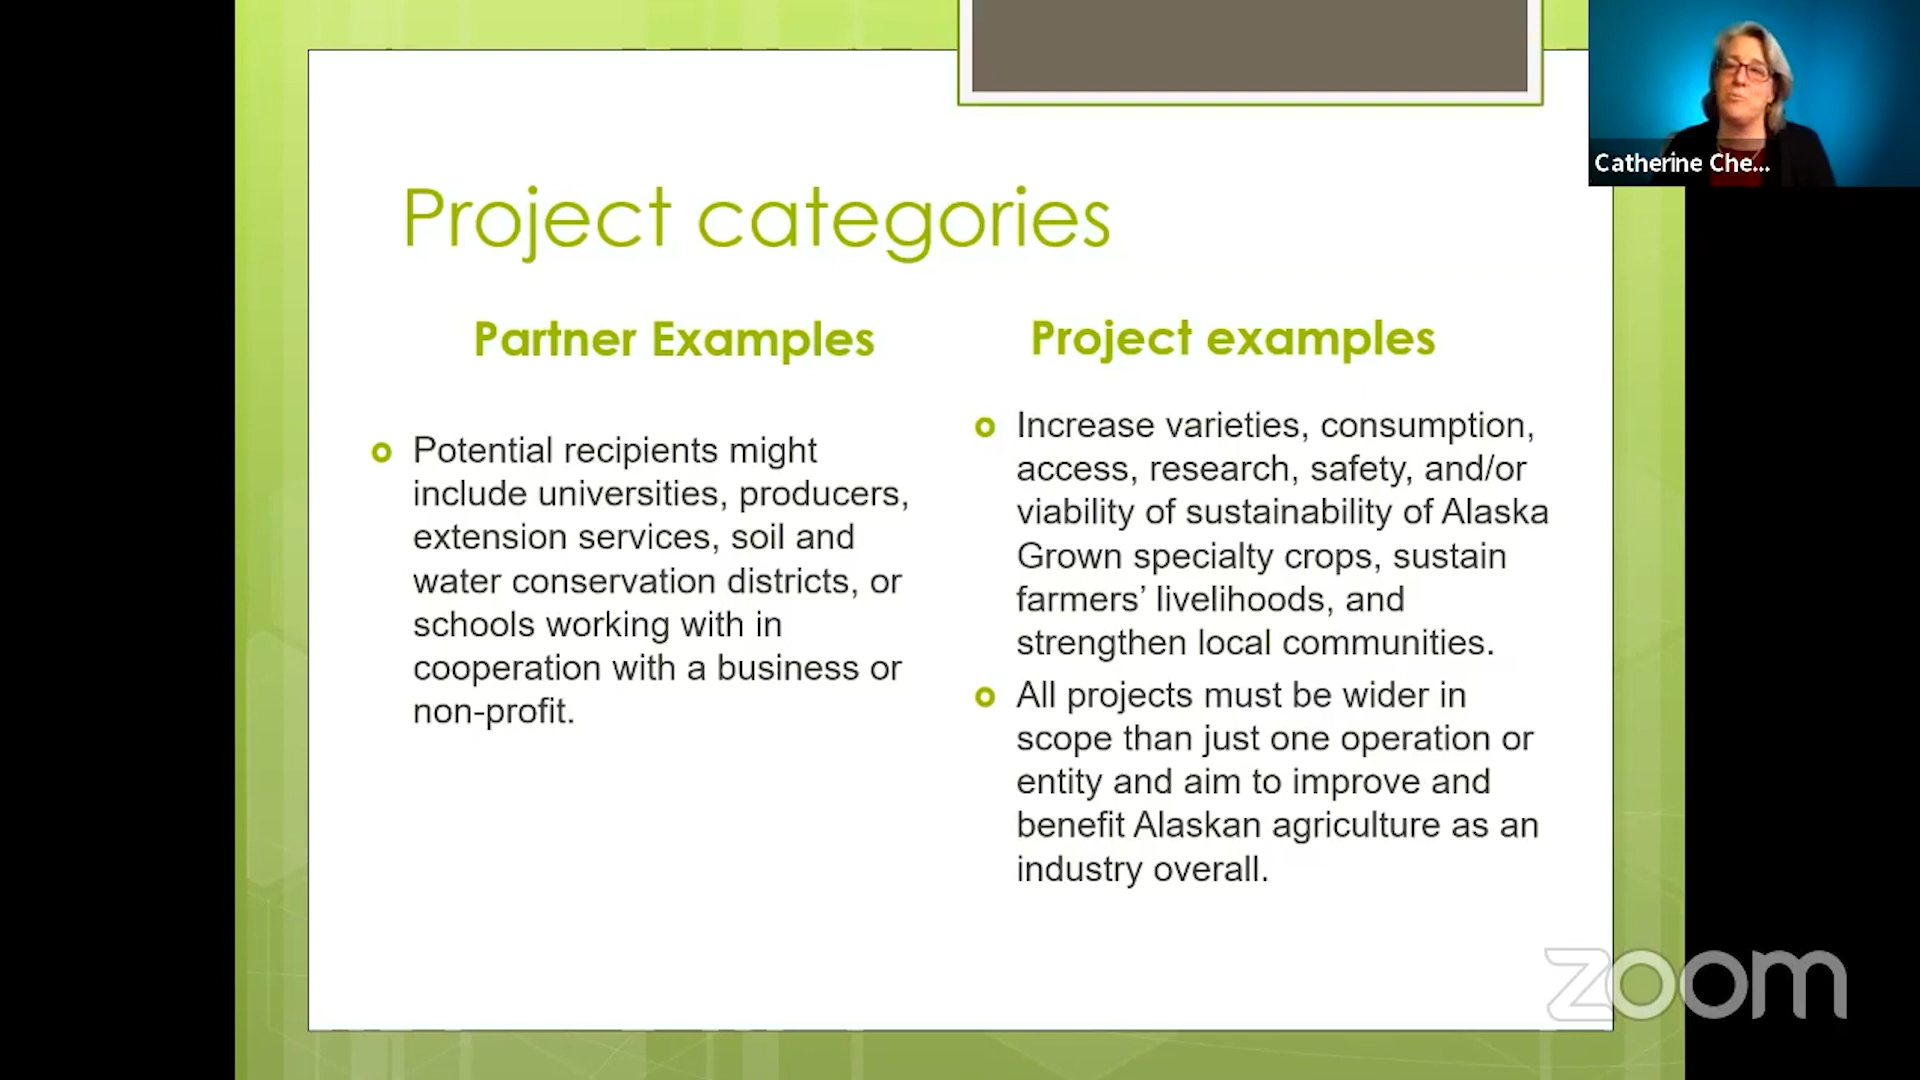 Project categories
Partner Examples
Potential recipients might
include universities, producers,
extension services, soil and
water conservation districts, or
schools working with in
cooperation with a business or
non-profit.
Project examples
Increase varieties, consumption,
access, research, safety, and/or
viability of sustainability of Alaska
Grown specialty crops, sustain
farmers’ livelihoods, and
strengthen local communities.
All projects must be wider in
scope than just one operation or
entity and aim to improve and
benefit Alaskan agriculture as an
industry overall.
Catherine Che...
zoom